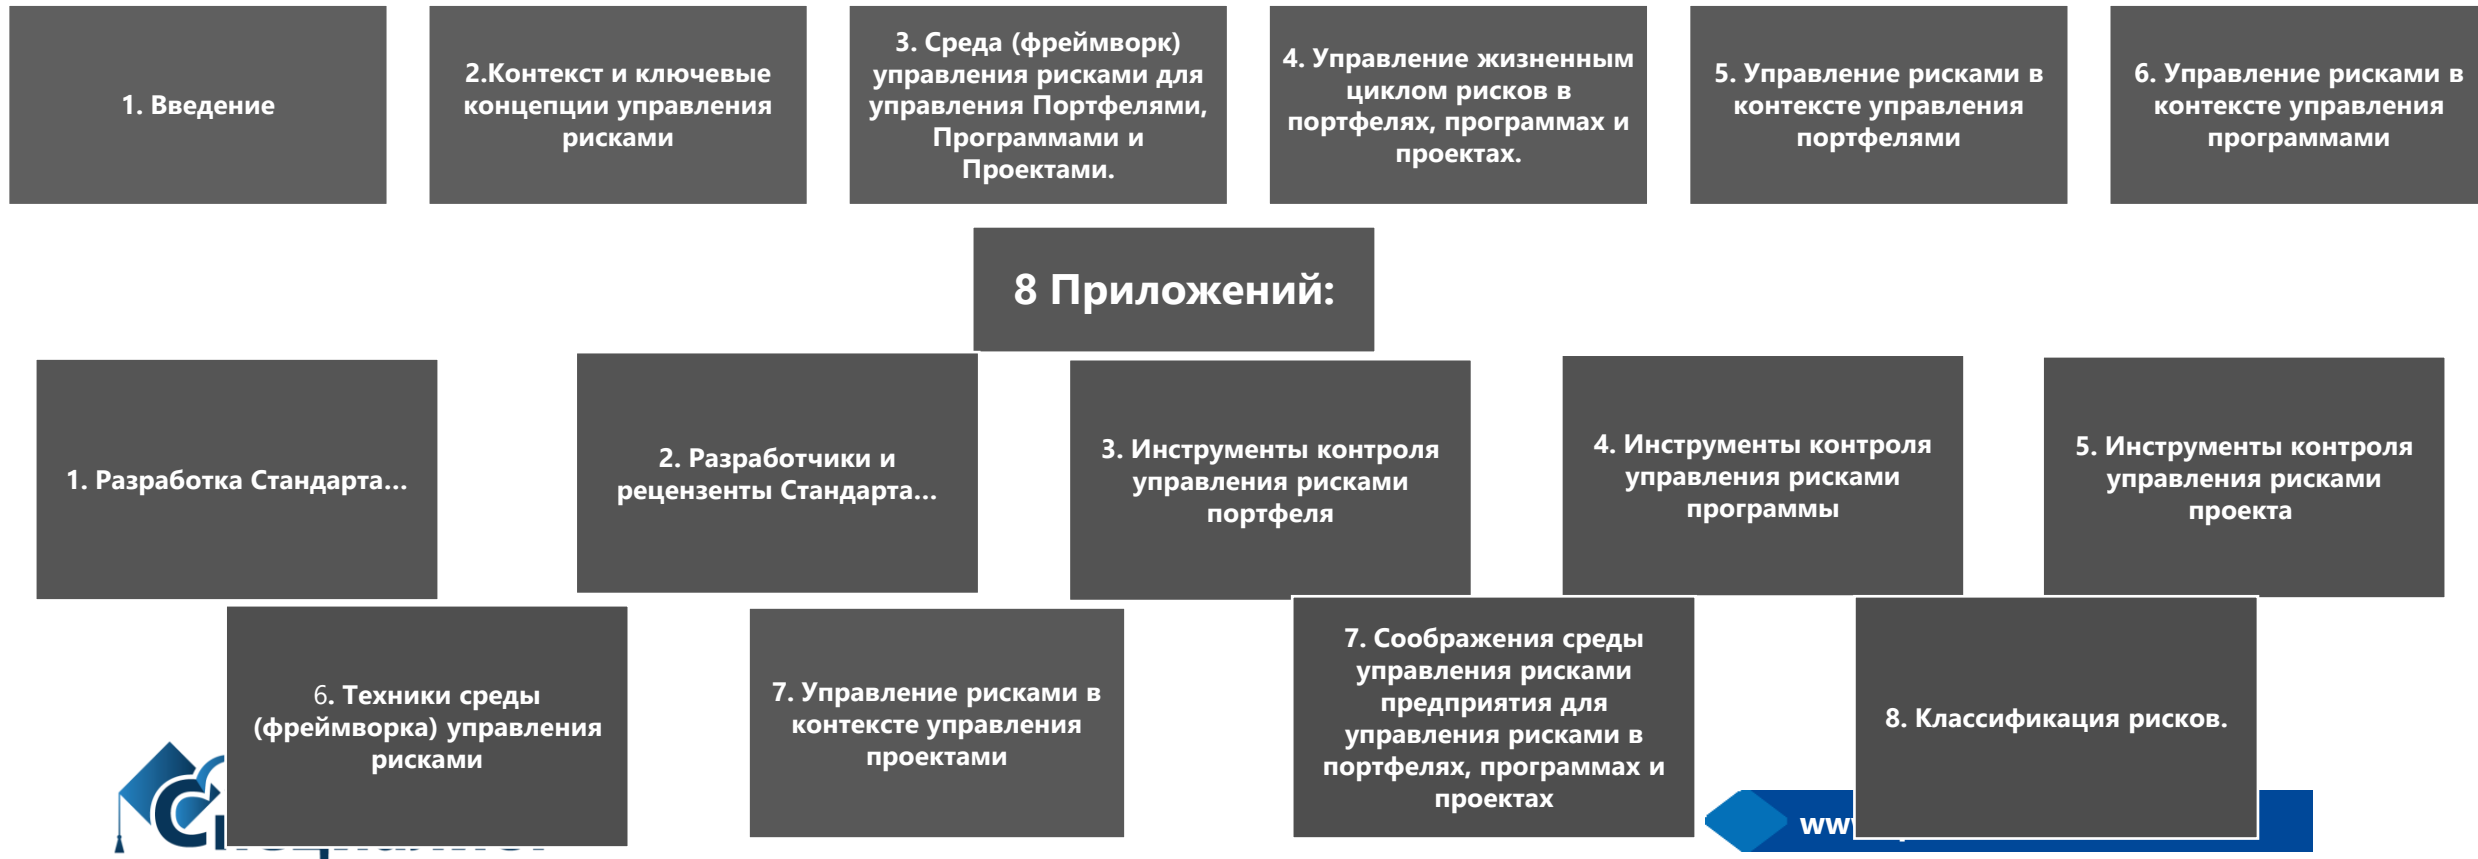 1. Введение
2.Контекст и ключевые
концепции управления
рисками
3. Среда (фреймворк)
управления рисками для
управления Портфелями,
Программами и
Проектами.
4. Управление жизненным
циклом рисков в
портфелях, программах и
проектах.
5. Управление рисками в
контексте управления
портфелями
6. Управление рисками в
контексте управления
программами
8 Приложений:
1. Разработка Стандарта...
2. Разработчики и
рецензенты Стандарта...
3. Инструменты контроля
управления рисками
портфеля
4. Инструменты контроля
управления рисками
программы
5. Инструменты контроля
управления рисками
проекта
6. Техники среды
(фреймворка) управления
рисками
7. Управление рисками в
контексте управления
проектами
7. Соображения среды
управления рисками
предприятия для
управления рисками в
портфелях, программах и
проектах
8. Классификация рисков.